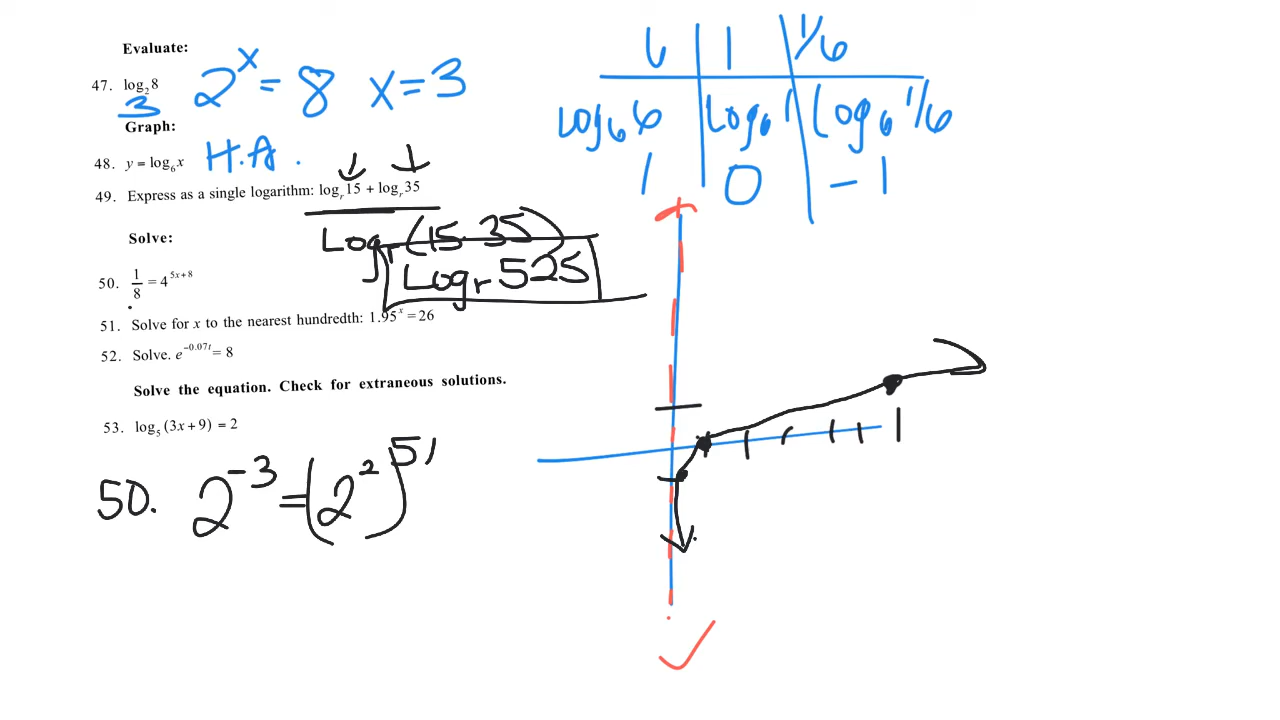 Evaluate:
47. log₂8
3
2ˣ = 8 x = 3
Graph:
48. y = log₆x
H.A.
6 | 1 | 1/6
log₆6 | log₆1 | log₆1/6
1 | 0 | -1
49. Express as a single logarithm: logᵣ15 + logᵣ35
Logᵣ(15·35)
Logᵣ525
Solve:
50. 1/8 = 4^(5x+8)
51. Solve for x to the nearest hundredth: 1.95ˣ = 26
52. Solve. e^(−0.07t) = 8
Solve the equation. Check for extraneous solutions.
53. log₅(3x + 9) = 2
50. 2⁻³ = (2²)⁵